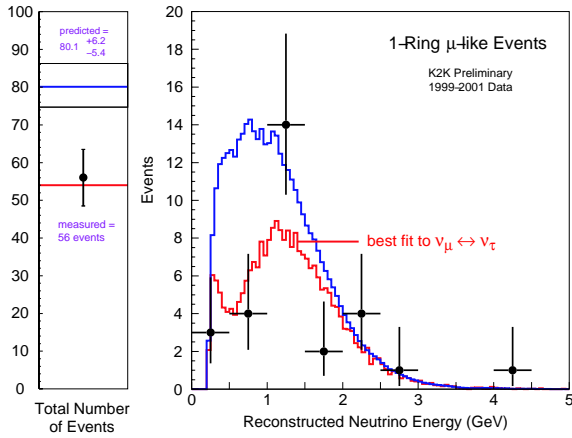 100
90
80
70
60
50
40
30
20
10
0
predicted =
80.1 +6.2
−5.4
measured =
56 events
Total Number
of Events
20
18
16
14
12
10
8
6
4
2
0
Events
1-Ring μ-like Events
K2K Preliminary
1999-2001 Data
best fit to νμ ↔ ντ
0 1 2 3 4 5
Reconstructed Neutrino Energy (GeV)